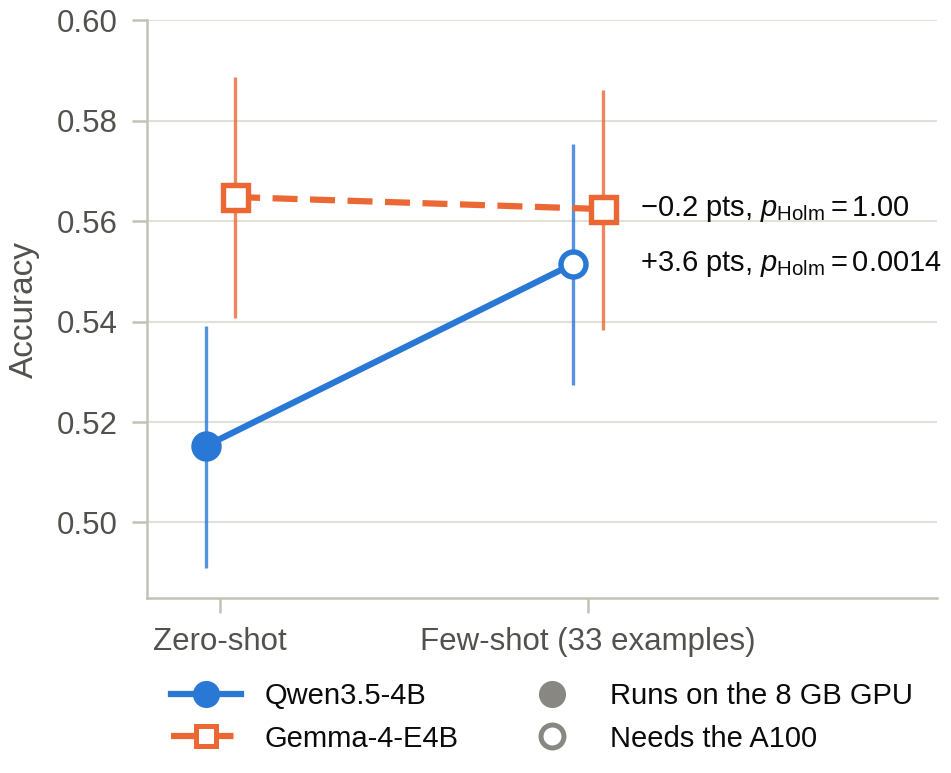 0.60
0.58
0.56
0.54
0.52
0.50
Accuracy
−0.2 pts, pHolm = 1.00
+3.6 pts, pHolm = 0.0014
Zero-shot
Few-shot (33 examples)
Qwen3.5-4B
Gemma-4-E4B
Runs on the 8 GB GPU
Needs the A100